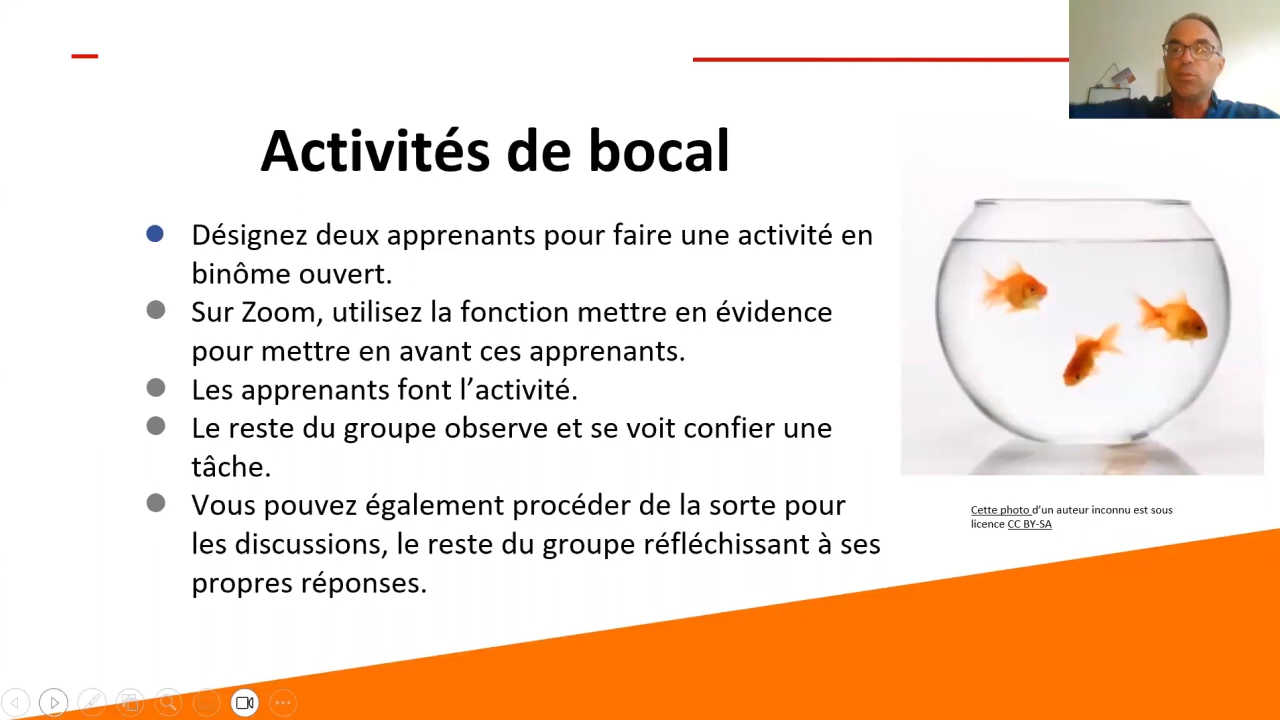 Activités de bocal
Désignez deux apprenants pour faire une activité en
binôme ouvert.
Sur Zoom, utilisez la fonction mettre en évidence
pour mettre en avant ces apprenants.
Les apprenants font l’activité.
Le reste du groupe observe et se voit confier une
tâche.
Vous pouvez également procéder de la sorte pour
les discussions, le reste du groupe réfléchissant à ses
propres réponses.
Cette photo d’un auteur inconnu est sous
licence CC BY-SA